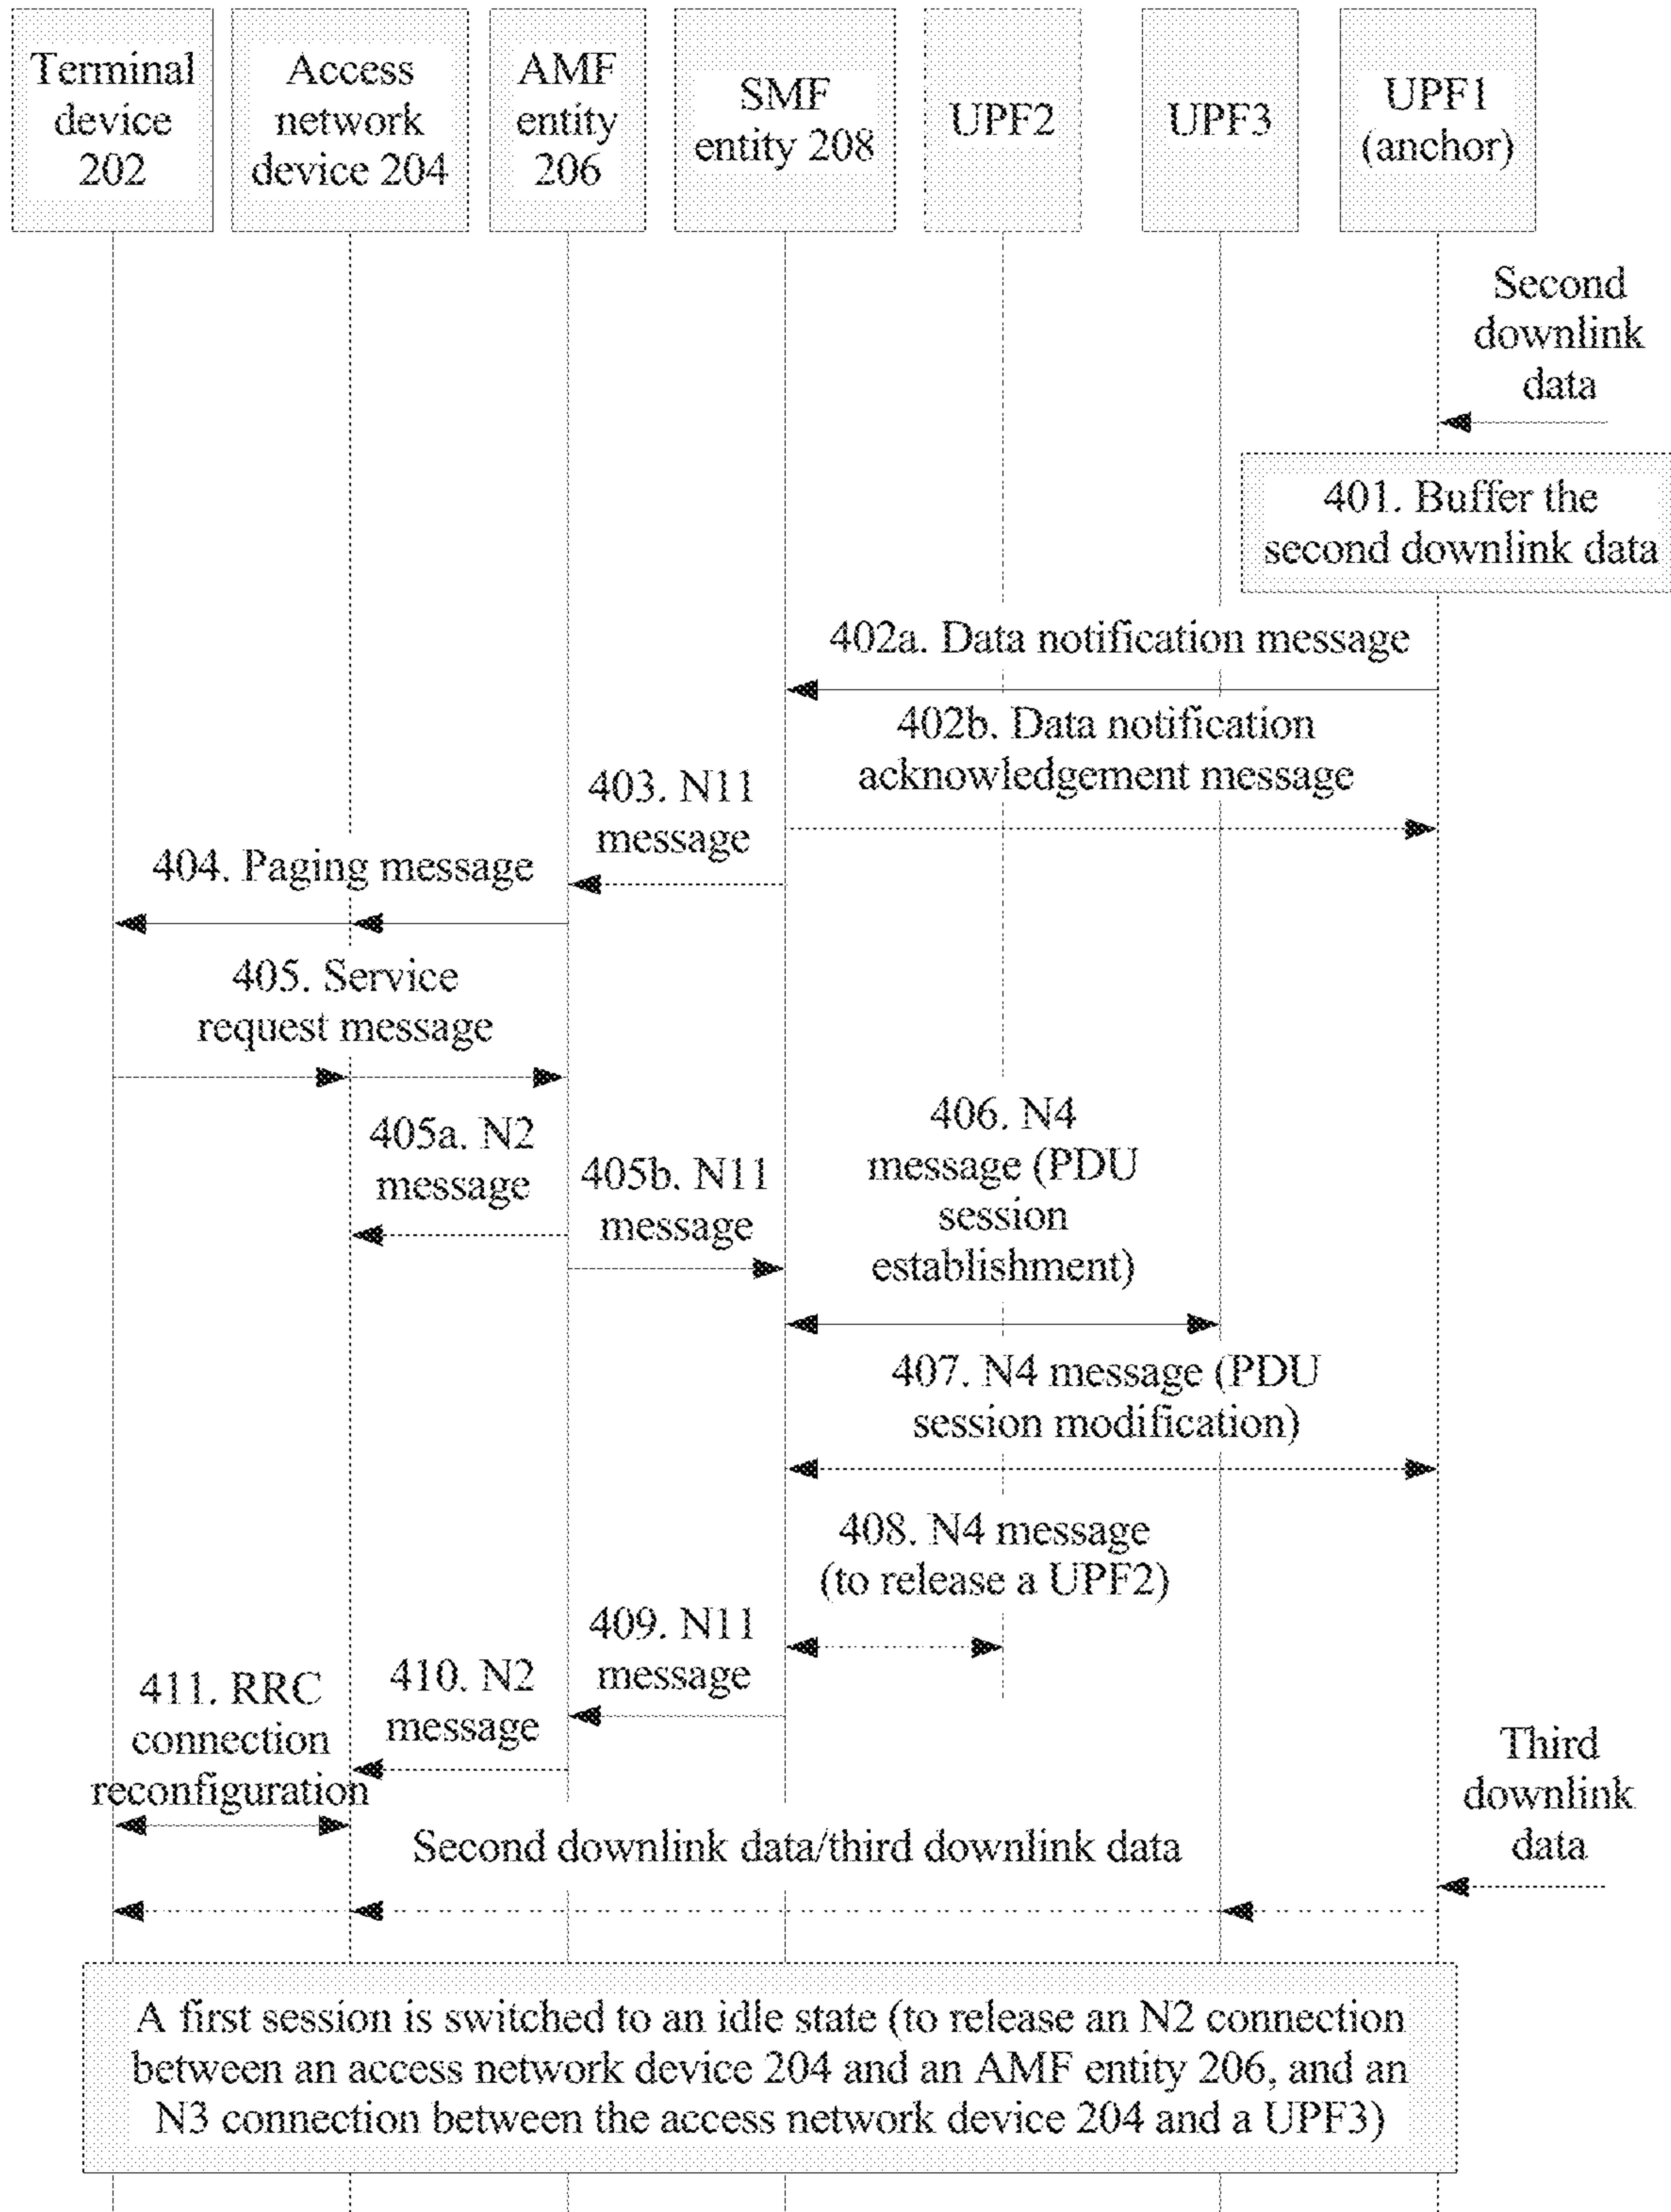 Terminal
device
202
Access
network
device 204
AMF
entity
206
SMF
entity 208
UPF2
UPF3
UPF1
(anchor)
Second
downlink
data
401. Buffer the
second downlink data
402a. Data notification message
402b. Data notification
acknowledgement message
403. N11
message
404. Paging message
405. Service
request message
405a. N2
message
405b. N11
message
406. N4
message (PDU
session
establishment)
407. N4 message (PDU
session modification)
408. N4 message
(to release a UPF2)
409. N11
message
410. N2
message
411. RRC
connection
reconfiguration
Third
downlink
data
Second downlink data/third downlink data
A first session is switched to an idle state (to release an N2 connection
between an access network device 204 and an AMF entity 206, and an
N3 connection between the access network device 204 and a UPF3)